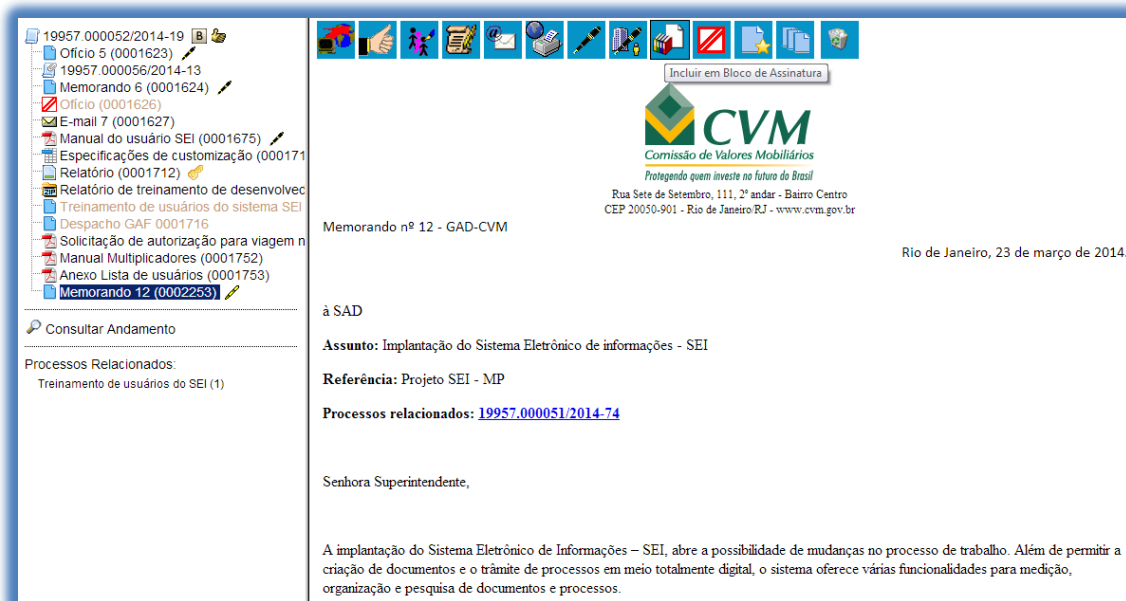 19957.000052/2014-19 B
Ofício 5 (0001623)
19957.000056/2014-13
Memorando 6 (0001624)
Ofício (0001626)
E-mail 7 (0001627)
Manual do usuário SEI (0001675)
Especificações de customização (000171
Relatório (0001712)
Relatório de treinamento de desenvolved
Treinamento de usuários do sistema SEI
Despacho GAF 0001716
Solicitação de autorização para viagem n
Manual Multiplicadores (0001752)
Anexo Lista de usuários (0001753)
Memorando 12 (0002253)
Consultar Andamento
Processos Relacionados:
Treinamento de usuários do SEI (1)
Incluir em Bloco de Assinatura
CVM
Comissão de Valores Mobiliários
Protegendo quem investe no futuro do Brasil
Rua Sete de Setembro, 111, 2º andar - Bairro Centro
CEP 20050-901 - Rio de Janeiro/RJ - www.cvm.gov.br
Memorando nº 12 - GAD-CVM
Rio de Janeiro, 23 de março de 2014.
à SAD
Assunto: Implantação do Sistema Eletrônico de informações - SEI
Referência: Projeto SEI - MP
Processos relacionados: 19957.000051/2014-74
Senhora Superintendente,
A implantação do Sistema Eletrônico de Informações – SEI, abre a possibilidade de mudanças no processo de trabalho. Além de permitir a
criação de documentos e o trâmite de processos em meio totalmente digital, o sistema oferece várias funcionalidades para medição,
organização e pesquisa de documentos e processos.